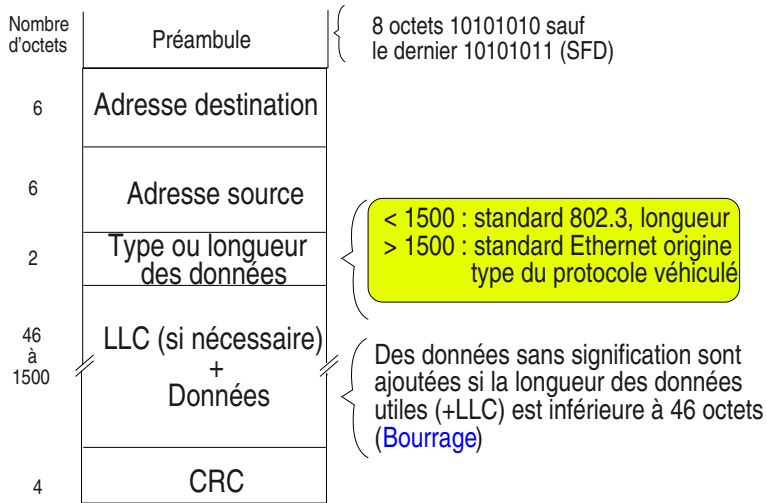 Nombre
d'octets
Préambule
8 octets 10101010 sauf
le dernier 10101011 (SFD)
6
Adresse destination
6
Adresse source
2
Type ou longueur
des données
< 1500 : standard 802.3, longueur
> 1500 : standard Ethernet origine
type du protocole véhiculé
46
à
1500
LLC (si nécessaire)
+
Données
Des données sans signification sont
ajoutées si la longueur des données
utiles (+LLC) est inférieure à 46 octets
(Bourrage)
4
CRC